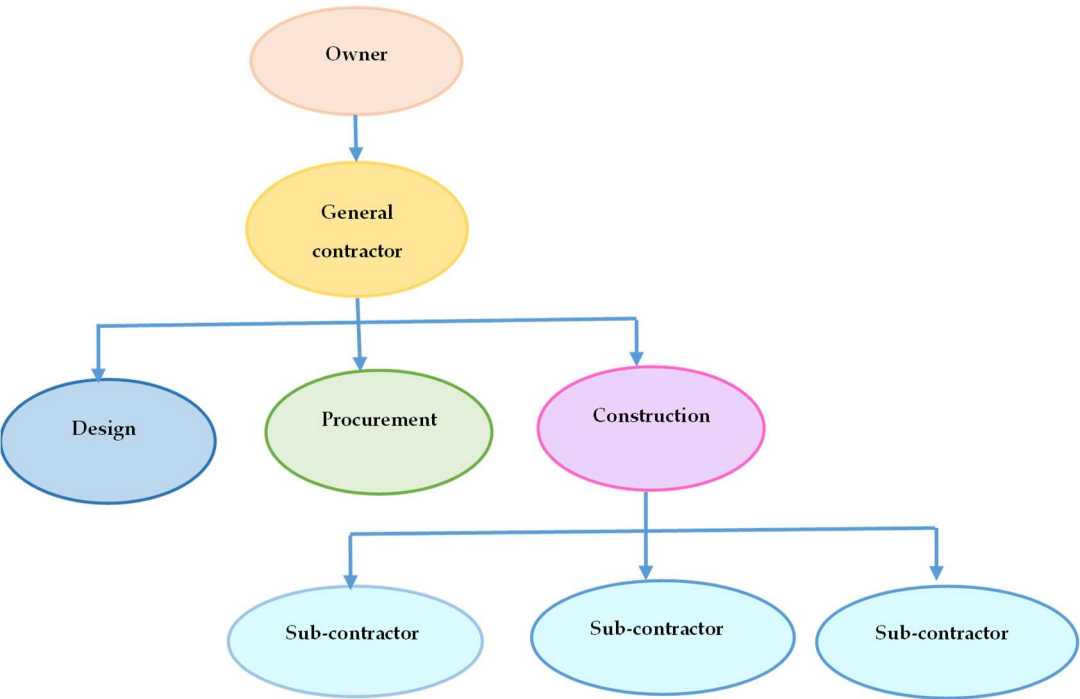 Owner
General
contractor
Design
Procurement
Construction
Sub-contractor
Sub-contractor
Sub-contractor